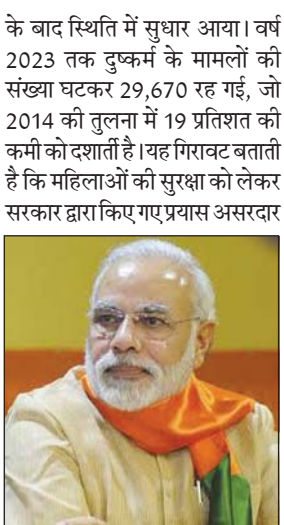 के बाद स्थिति में सुधार आया। वर्ष
2023 तक दुष्कर्म के मामलों की
संख्या घटकर 29,670 रह गई, जो
2014 की तुलना में 19 प्रतिशत की
कमी को दर्शाती है।यह गिरावट बताती
है कि महिलाओं की सुरक्षा को लेकर
सरकार द्वारा किए गए प्रयास असरदार